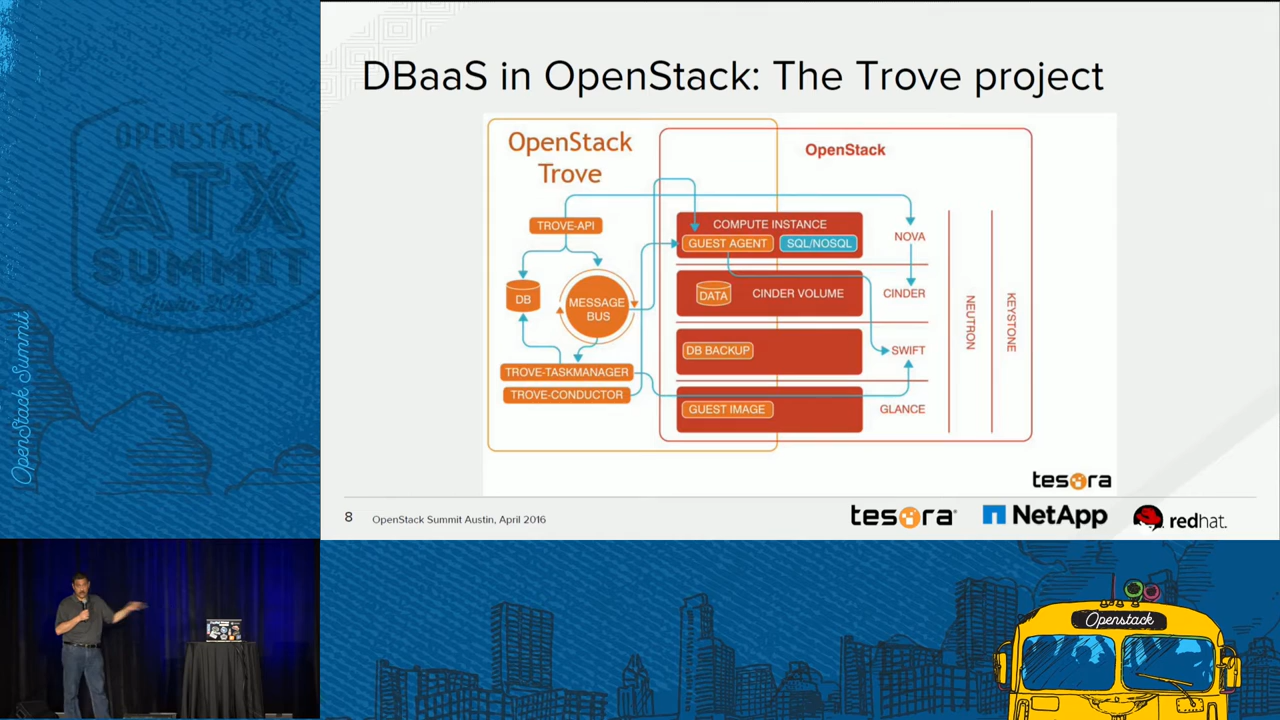 DBaaS in OpenStack: The Trove project
OpenStack
Trove
OpenStack
TROVE-API
COMPUTE INSTANCE
GUEST AGENT
SQL/NOSQL
NOVA
DB
MESSAGE
BUS
DATA
CINDER VOLUME
CINDER
NEUTRON
KEYSTONE
DB BACKUP
SWIFT
TROVE-TASKMANAGER
TROVE-CONDUCTOR
GUEST IMAGE
GLANCE
tesora
8
OpenStack Summit Austin, April 2016
tesora
NetApp
redhat.
OPENSTACK
ATX
SUMMIT
OpenStack Summit
Openstack